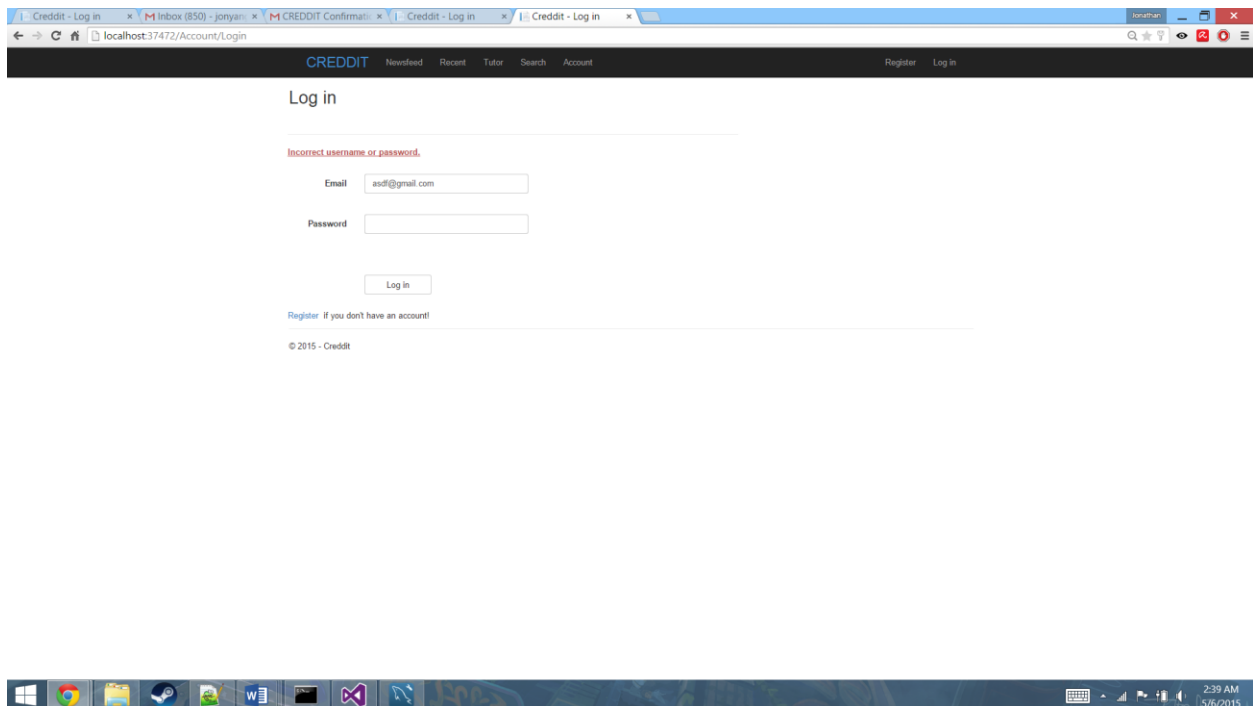 Creddit - Log in × Inbox (850) - jonyan × CREDDIT Confirmati × Creddit - Log in × Creddit - Log in × Jonathan
localhost:37472/Account/Login
CREDDIT Newsfeed Recent Tutor Search Account Register Log in
Log in
Incorrect username or password.
Email asdf@gmail.com
Password
Log in
Register if you don't have an account!
© 2015 - Creddit
2:39 AM
5/6/2015